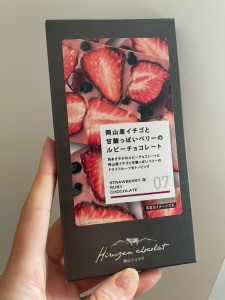 岡山産イチゴと
甘酸っぱいベリーの
ルビーチョコレート
STRAWBERRY &
RUBY
CHOCOLATE
07
Hiruzen chocolat